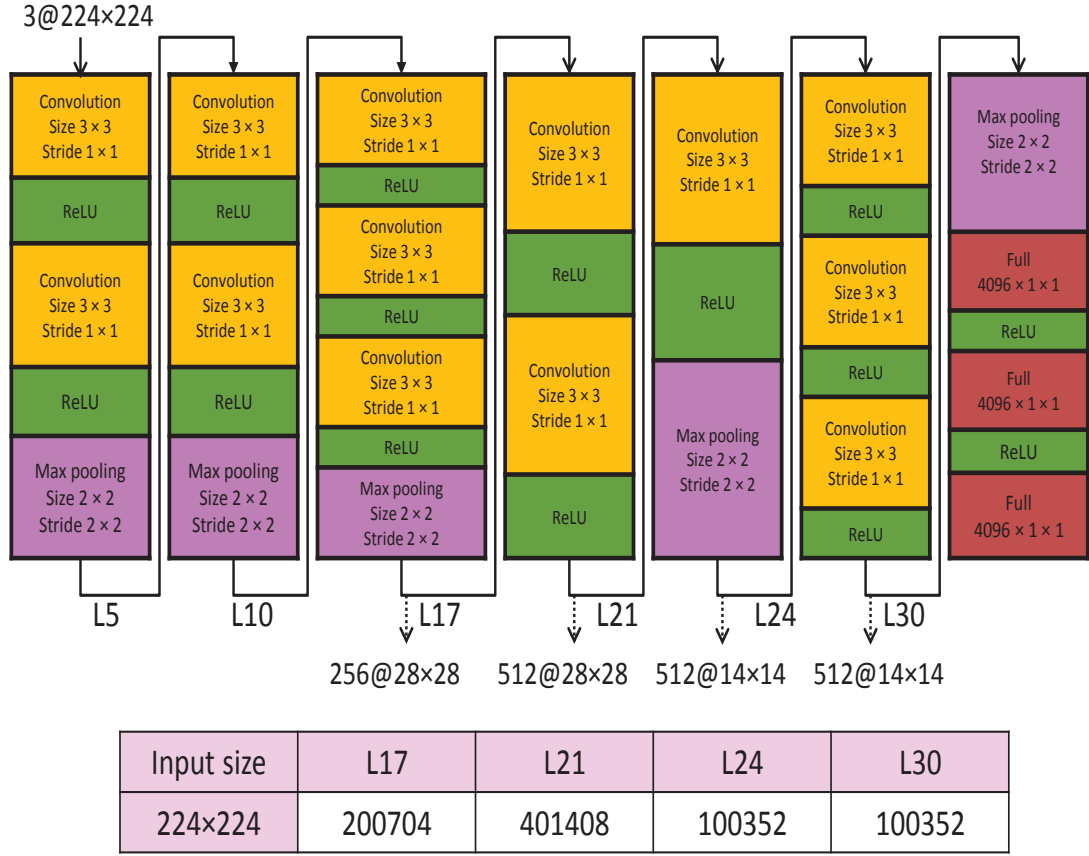 3@224×224
Convolution
Size 3 × 3
Stride 1 × 1
ReLU
Convolution
Size 3 × 3
Stride 1 × 1
ReLU
Max pooling
Size 2 × 2
Stride 2 × 2
Convolution
Size 3 × 3
Stride 1 × 1
ReLU
Convolution
Size 3 × 3
Stride 1 × 1
ReLU
Max pooling
Size 2 × 2
Stride 2 × 2
Convolution
Size 3 × 3
Stride 1 × 1
ReLU
Convolution
Size 3 × 3
Stride 1 × 1
ReLU
Convolution
Size 3 × 3
Stride 1 × 1
ReLU
Max pooling
Size 2 × 2
Stride 2 × 2
Convolution
Size 3 × 3
Stride 1 × 1
ReLU
Convolution
Size 3 × 3
Stride 1 × 1
ReLU
Convolution
Size 3 × 3
Stride 1 × 1
ReLU
Max pooling
Size 2 × 2
Stride 2 × 2
Convolution
Size 3 × 3
Stride 1 × 1
ReLU
Convolution
Size 3 × 3
Stride 1 × 1
ReLU
Convolution
Size 3 × 3
Stride 1 × 1
ReLU
Max pooling
Size 2 × 2
Stride 2 × 2
Full
4096 × 1 × 1
ReLU
Full
4096 × 1 × 1
ReLU
Full
4096 × 1 × 1
L5 L10 L17 L21 L24 L30
256@28×28 512@28×28 512@14×14 512@14×14
Input size L17 L21 L24 L30
224×224 200704 401408 100352 100352